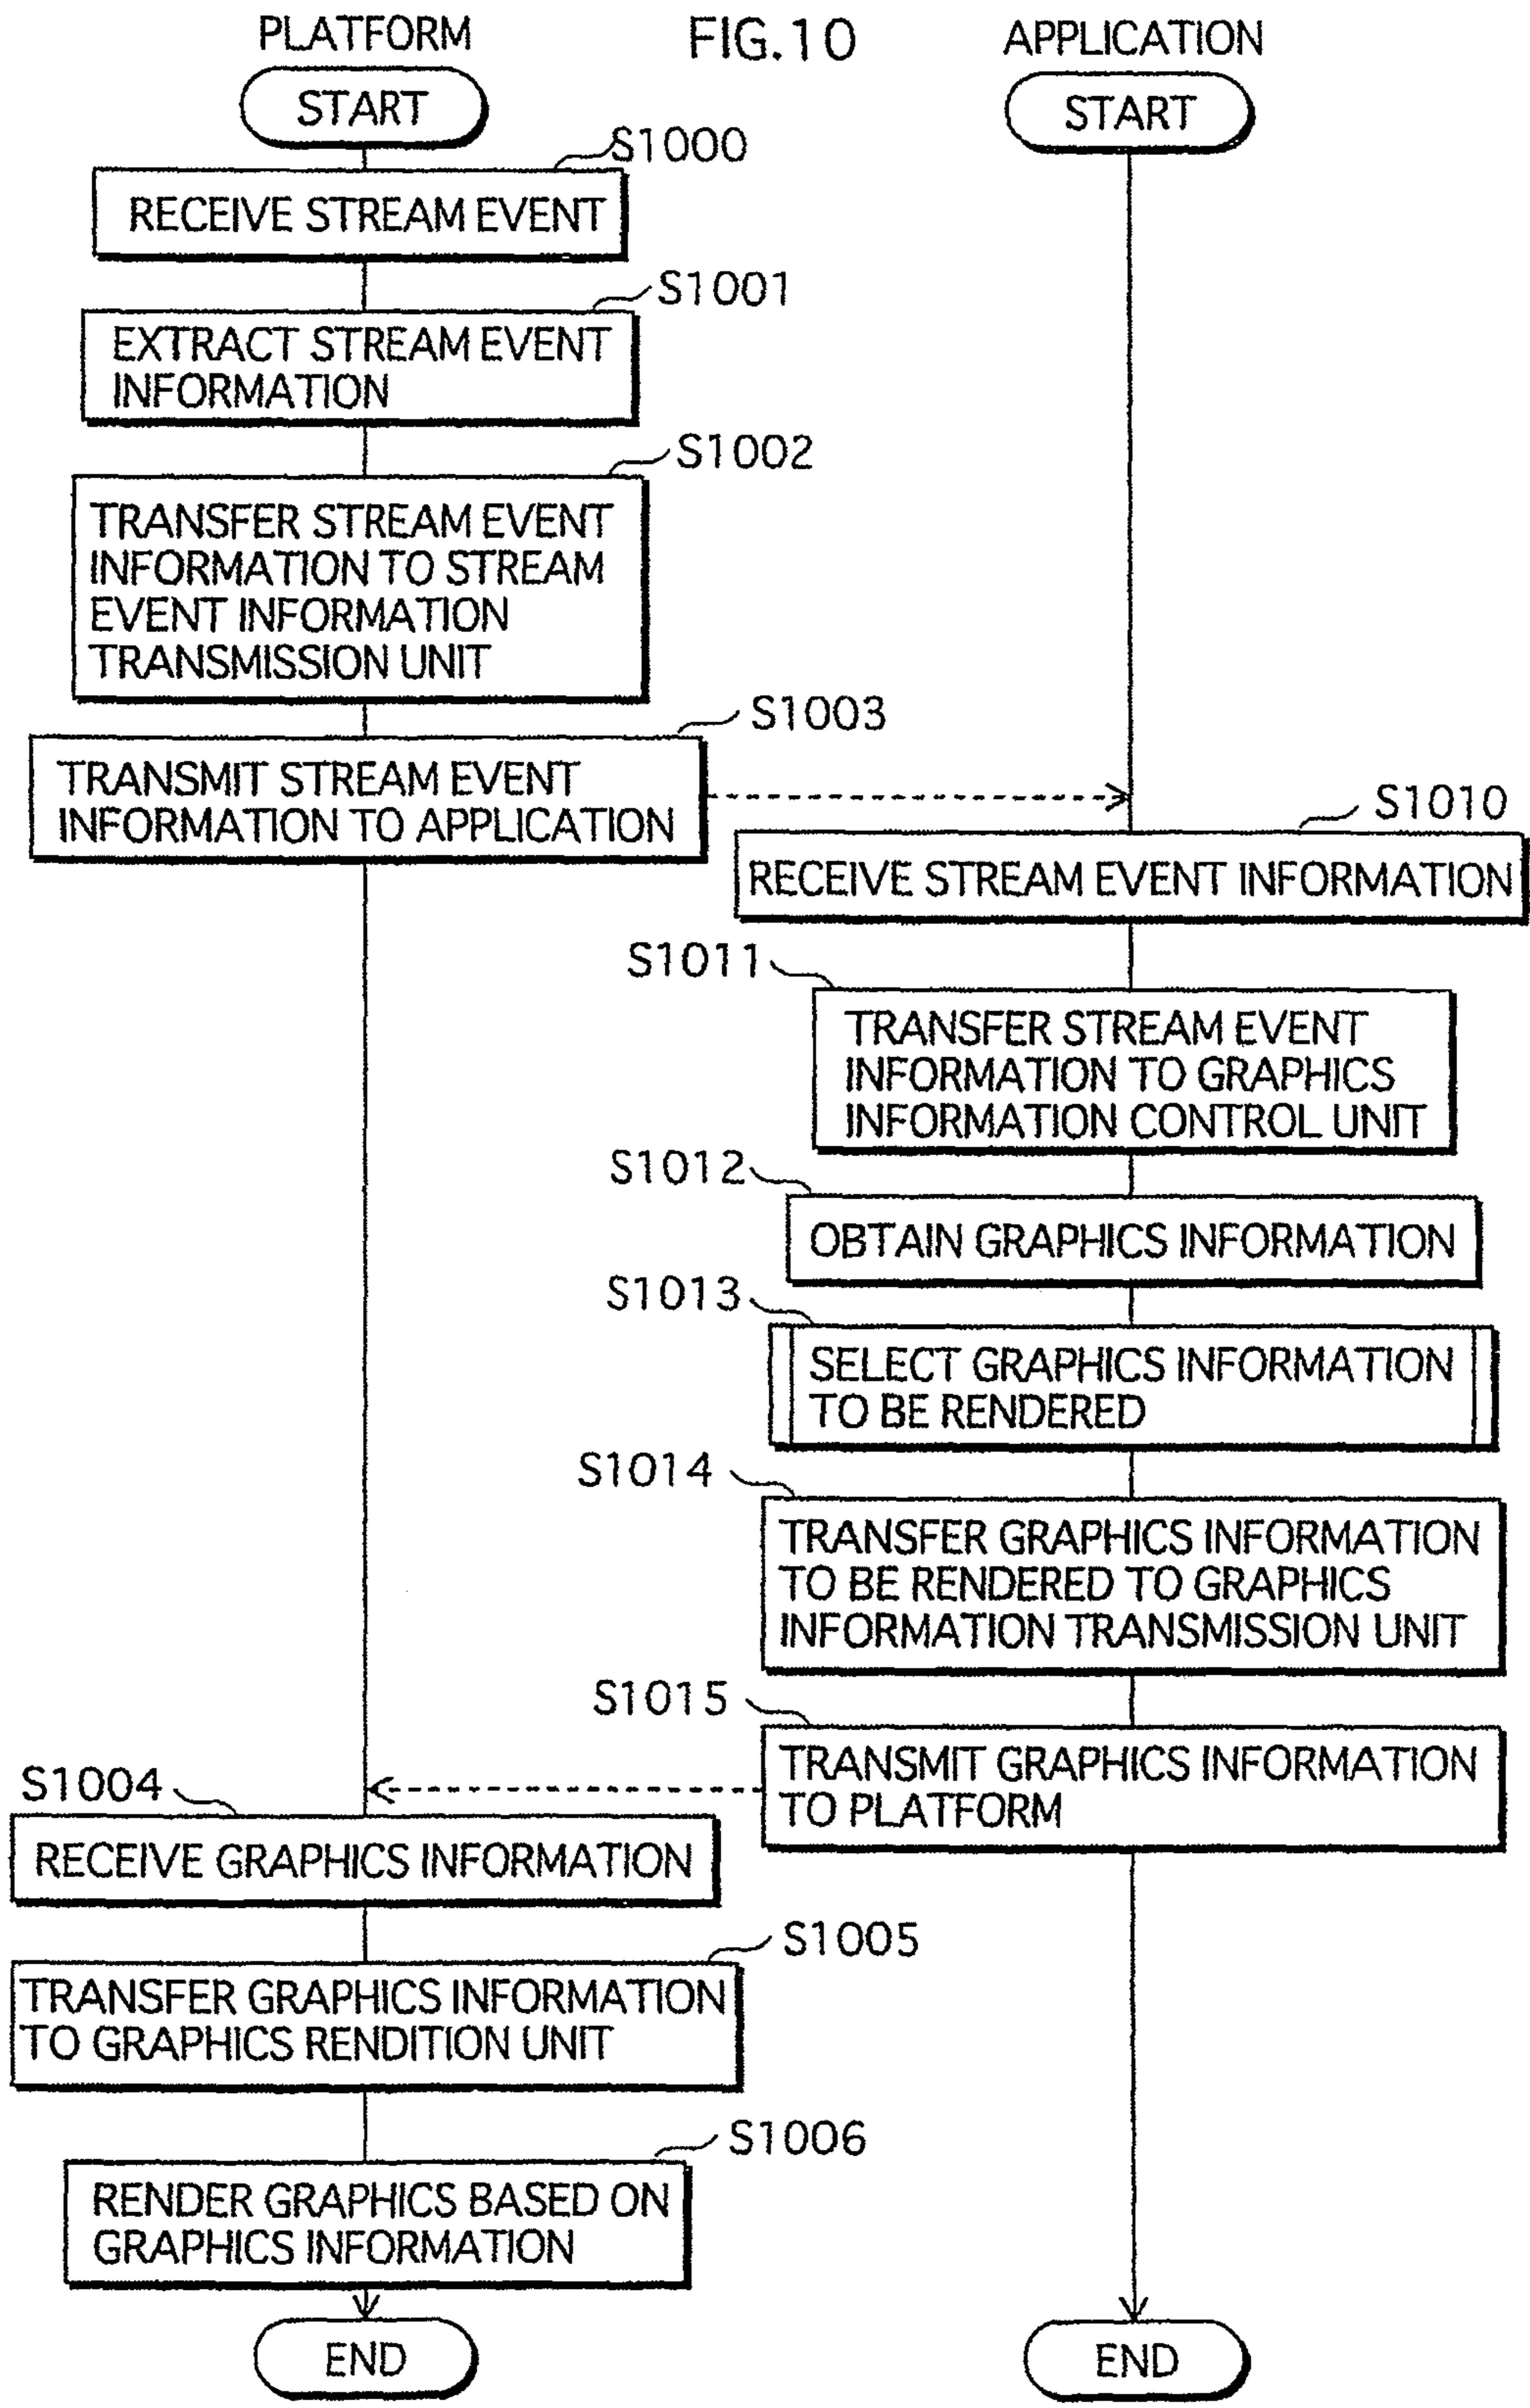 PLATFORM
FIG.10
APPLICATION
START
START
S1000
RECEIVE STREAM EVENT
S1001
EXTRACT STREAM EVENT
INFORMATION
S1002
TRANSFER STREAM EVENT
INFORMATION TO STREAM
EVENT INFORMATION
TRANSMISSION UNIT
S1003
TRANSMIT STREAM EVENT
INFORMATION TO APPLICATION
S1010
RECEIVE STREAM EVENT INFORMATION
S1011
TRANSFER STREAM EVENT
INFORMATION TO GRAPHICS
INFORMATION CONTROL UNIT
S1012
OBTAIN GRAPHICS INFORMATION
S1013
SELECT GRAPHICS INFORMATION
TO BE RENDERED
S1014
TRANSFER GRAPHICS INFORMATION
TO BE RENDERED TO GRAPHICS
INFORMATION TRANSMISSION UNIT
S1015
TRANSMIT GRAPHICS INFORMATION
TO PLATFORM
S1004
RECEIVE GRAPHICS INFORMATION
S1005
TRANSFER GRAPHICS INFORMATION
TO GRAPHICS RENDITION UNIT
S1006
RENDER GRAPHICS BASED ON
GRAPHICS INFORMATION
END
END